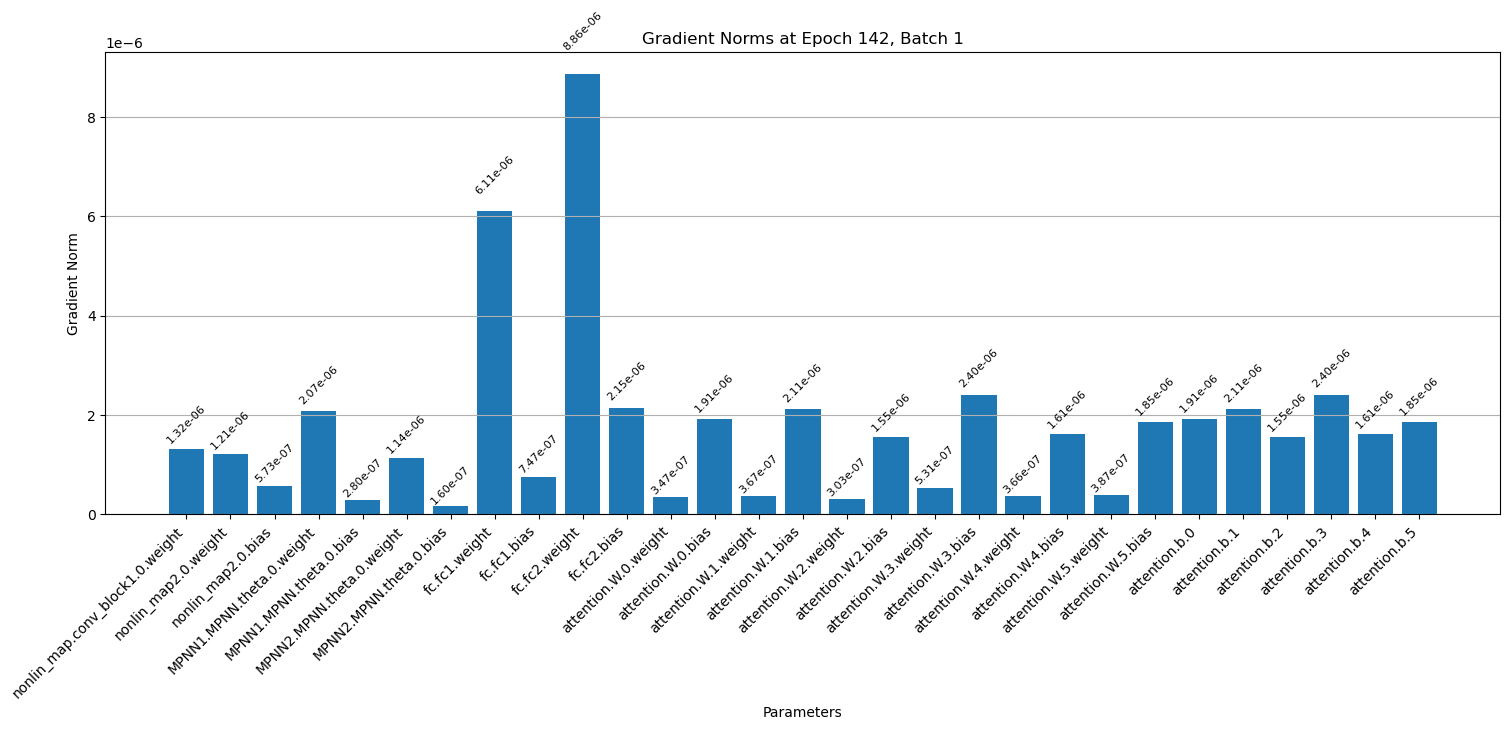 Gradient Norms at Epoch 142, Batch 1
1e−6
Gradient Norm
8
6
4
2
0
1.32e-06
1.21e-06
5.73e-07
2.07e-06
2.80e-07
1.14e-06
1.60e-07
6.11e-06
7.47e-07
8.86e-06
2.15e-06
3.47e-07
1.91e-06
3.67e-07
2.11e-06
3.03e-07
1.55e-06
5.31e-07
2.40e-06
3.66e-07
1.61e-06
3.87e-07
1.85e-06
1.91e-06
2.11e-06
1.55e-06
2.40e-06
1.61e-06
1.85e-06
nonlin_map.conv_block1.0.weight
nonlin_map2.0.weight
nonlin_map2.0.bias
MPNN1.MPNN.theta.0.weight
MPNN1.MPNN.theta.0.bias
MPNN2.MPNN.theta.0.weight
MPNN2.MPNN.theta.0.bias
fc.fc1.weight
fc.fc1.bias
fc.fc2.weight
fc.fc2.bias
attention.W.0.weight
attention.W.0.bias
attention.W.1.weight
attention.W.1.bias
attention.W.2.weight
attention.W.2.bias
attention.W.3.weight
attention.W.3.bias
attention.W.4.weight
attention.W.4.bias
attention.W.5.weight
attention.W.5.bias
attention.b.0
attention.b.1
attention.b.2
attention.b.3
attention.b.4
attention.b.5
Parameters